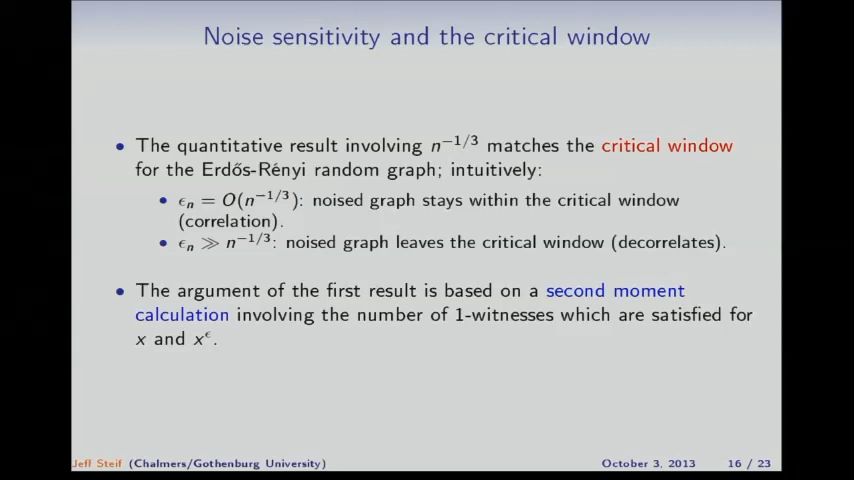 Noise sensitivity and the critical window
• The quantitative result involving n^{-1/3} matches the critical window
for the Erdős-Rényi random graph; intuitively:
• ϵ_n = O(n^{-1/3}): noised graph stays within the critical window
(correlation).
• ϵ_n ≫ n^{-1/3}: noised graph leaves the critical window (decorrelates).
• The argument of the first result is based on a second moment
calculation involving the number of 1-witnesses which are satisfied for
x and x^ϵ.
Jeff Steif (Chalmers/Gothenburg University) October 3, 2013 16 / 23